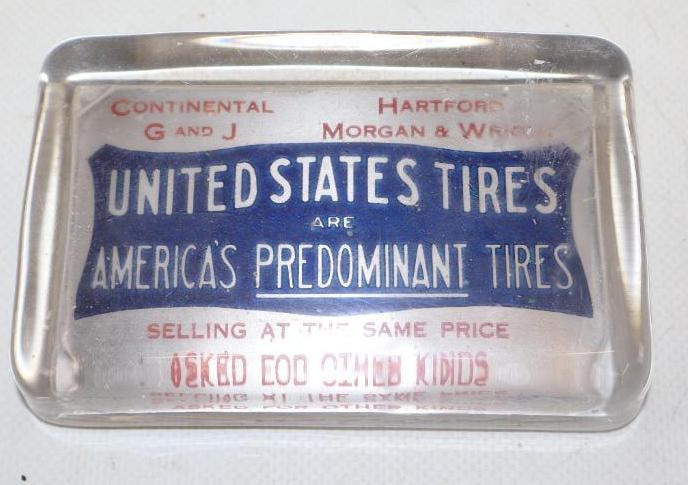 CONTINENTAL HARTFORD
G AND J MORGAN & WRIGHT
UNITED STATES TIRES
ARE
AMERICA'S PREDOMINANT TIRES
SELLING AT THE SAME PRICE
ASKED FOR OTHER KINDS